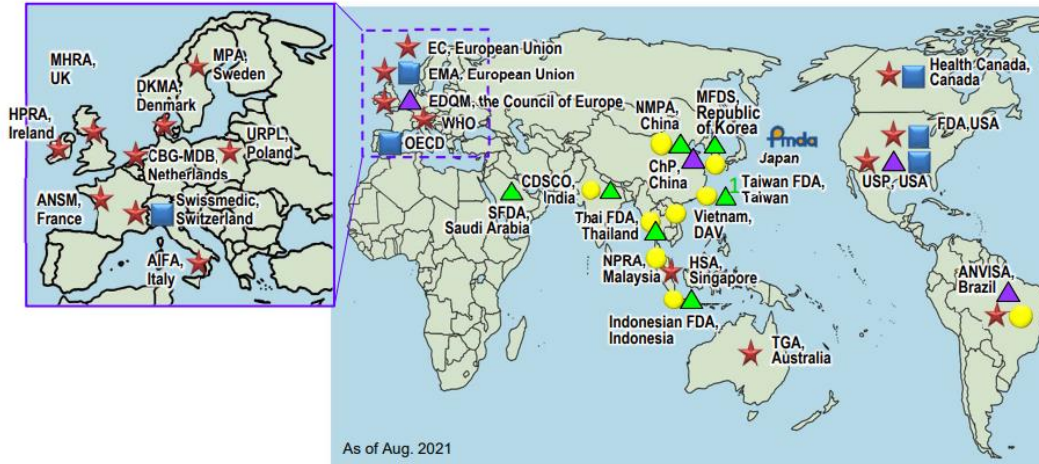 MHRA,
UK
MPA,
Sweden
DKMA,
Denmark
HPRA,
Ireland
URPL,
Poland
CBG-MDB,
Netherlands
ANSM,
France
Swissmedic,
Switzerland
AIFA,
Italy
EC, European Union
EMA, European Union
EDQM, the Council of Europe
WHO
OECD
NMPA,
China
MFDS,
Republic
of Korea
Pmda
Japan
ChP,
China
CDSCO,
India
SFDA,
Saudi Arabia
Thai FDA,
Thailand
1
Taiwan FDA,
Taiwan
Vietnam,
DAV
NPRA,
Malaysia
HSA,
Singapore
Indonesian FDA,
Indonesia
TGA,
Australia
Health Canada,
Canada
FDA,USA
USP, USA
ANVISA,
Brazil
As of Aug. 2021